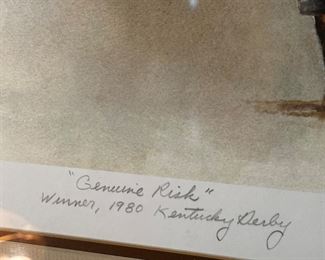 "Genuine Risk"
Winner, 1980 Kentucky Derby